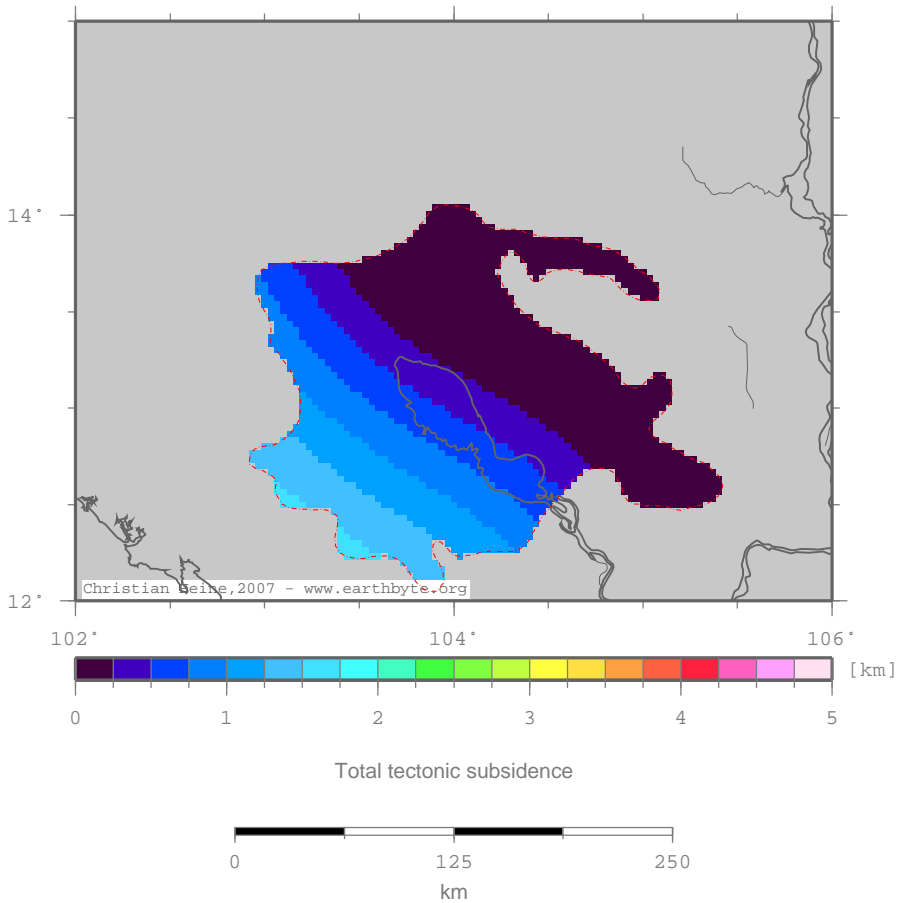 14°
12°
Christian Heine,2007 - www.earthbyte.org
102° 104° 106°
[km]
0 1 2 3 4 5
Total tectonic subsidence
0 125 250
km